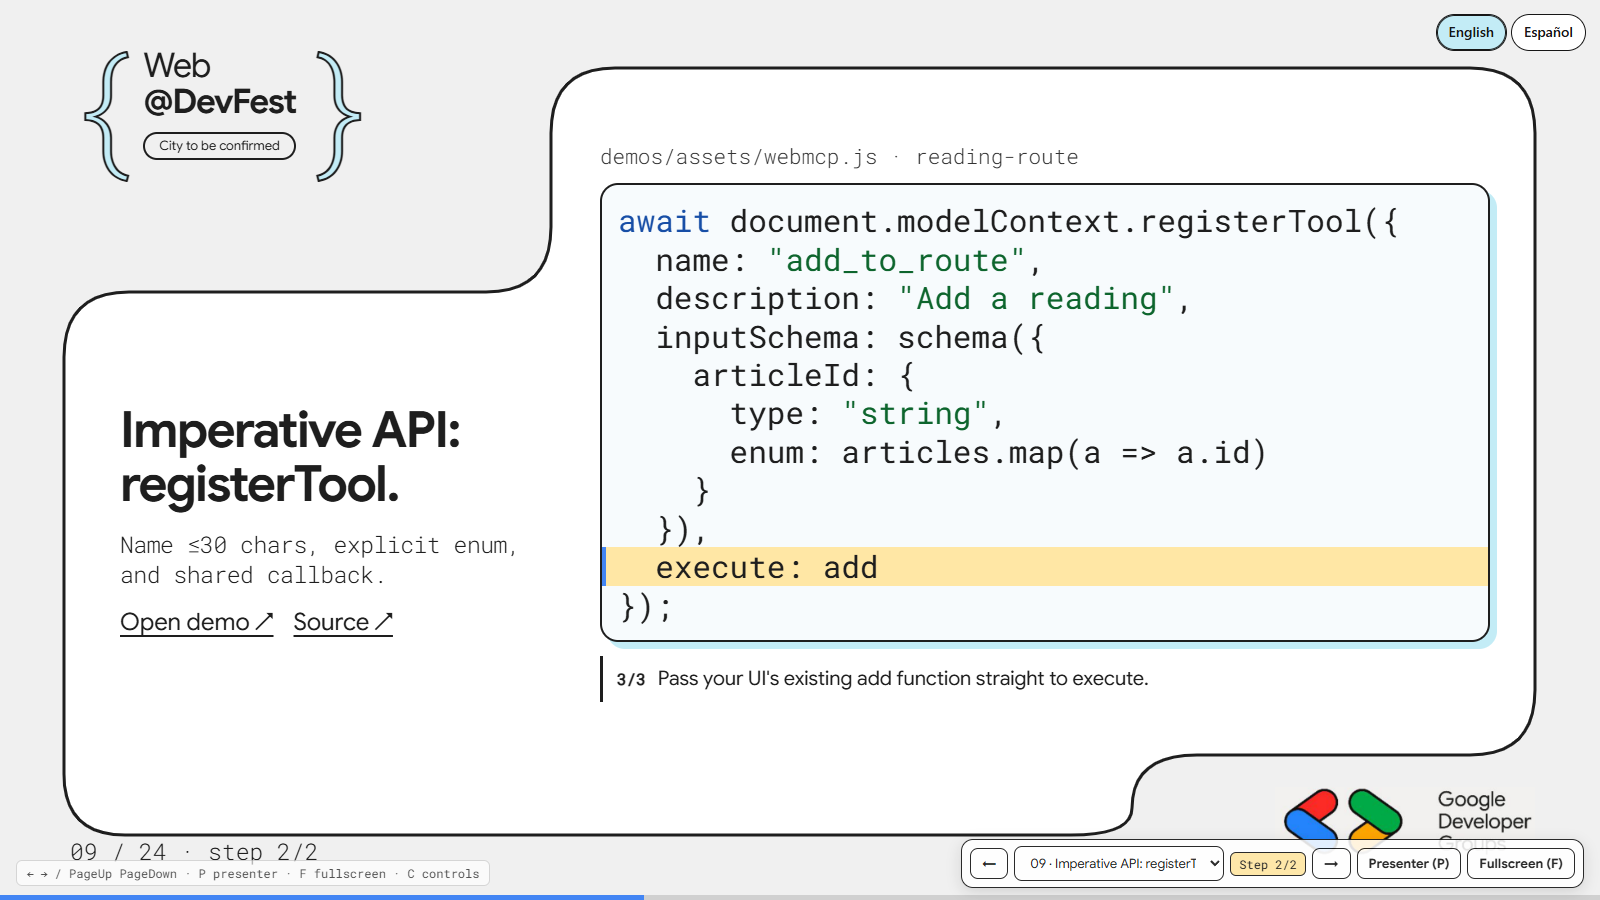 English Español
Web
@DevFest
City to be confirmed
demos/assets/webmcp.js · reading-route
await document.modelContext.registerTool({
  name: "add_to_route",
  description: "Add a reading",
  inputSchema: schema({
    articleId: {
      type: "string",
      enum: articles.map(a => a.id)
    }
  }),
  execute: add
});
3/3 Pass your UI's existing add function straight to execute.
Imperative API:
registerTool.
Name ≤30 chars, explicit enum,
and shared callback.
Open demo ↗ Source ↗
Google
Developer
Groups
09 / 24 · step 2/2
← → / PageUp PageDown · P presenter · F fullscreen · C controls
← 09 · Imperative API: registerT Step 2/2 → Presenter (P) Fullscreen (F)